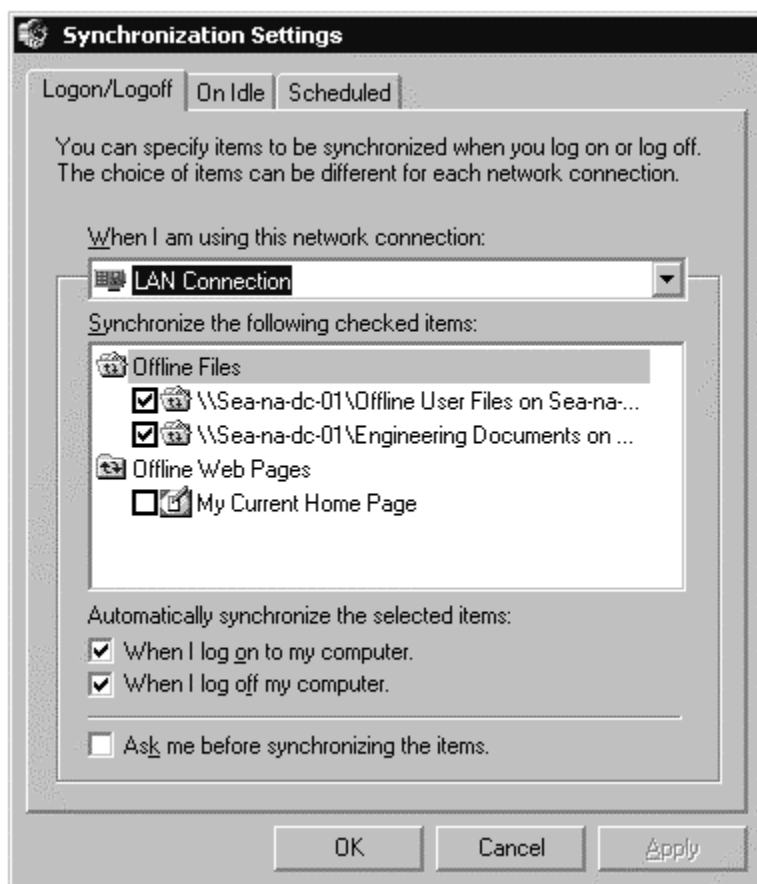 Synchronization Settings
Logon/Logoff
On Idle
Scheduled
You can specify items to be synchronized when you log on or log off.
The choice of items can be different for each network connection.
When I am using this network connection:
LAN Connection
Synchronize the following checked items:
Offline Files
\\Sea-na-dc-01\Offline User Files on Sea-na-...
\\Sea-na-dc-01\Engineering Documents on ...
Offline Web Pages
My Current Home Page
Automatically synchronize the selected items:
When I log on to my computer.
When I log off my computer.
Ask me before synchronizing the items.
OK
Cancel
Apply